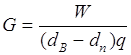 G = W / (d_B − d_n)q